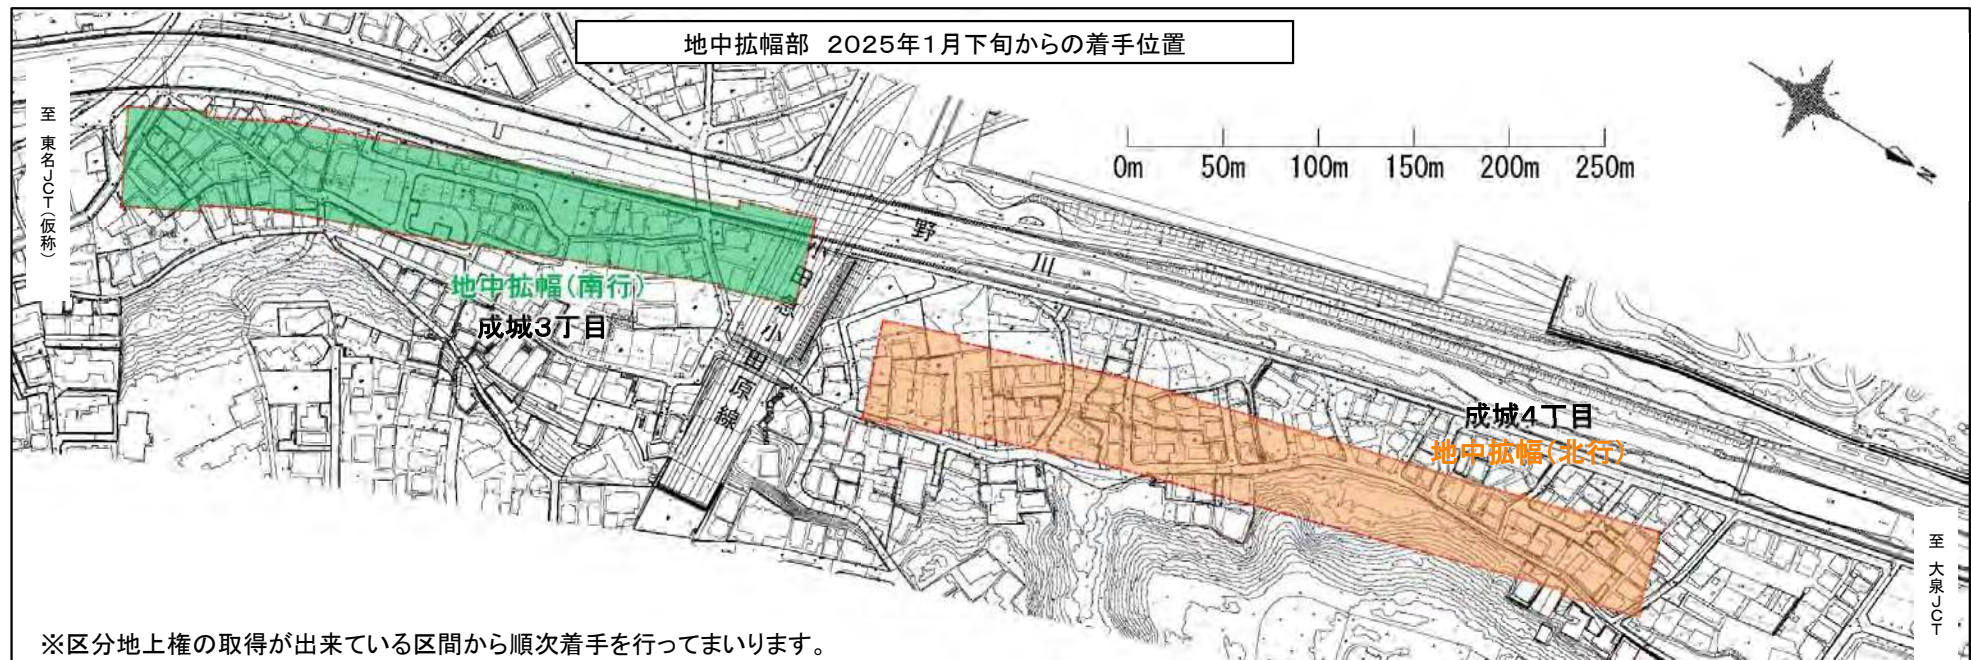 地中拡幅部 2025年1月下旬からの着手位置
至 東名JCT(仮称)
N
0m 50m 100m 150m 200m 250m
野川
地中拡幅(南行)
成城3丁目
小田急小田原線
成城4丁目
地中拡幅(北行)
至 大泉JCT
※区分地上権の取得が出来ている区間から順次着手を行ってまいります。